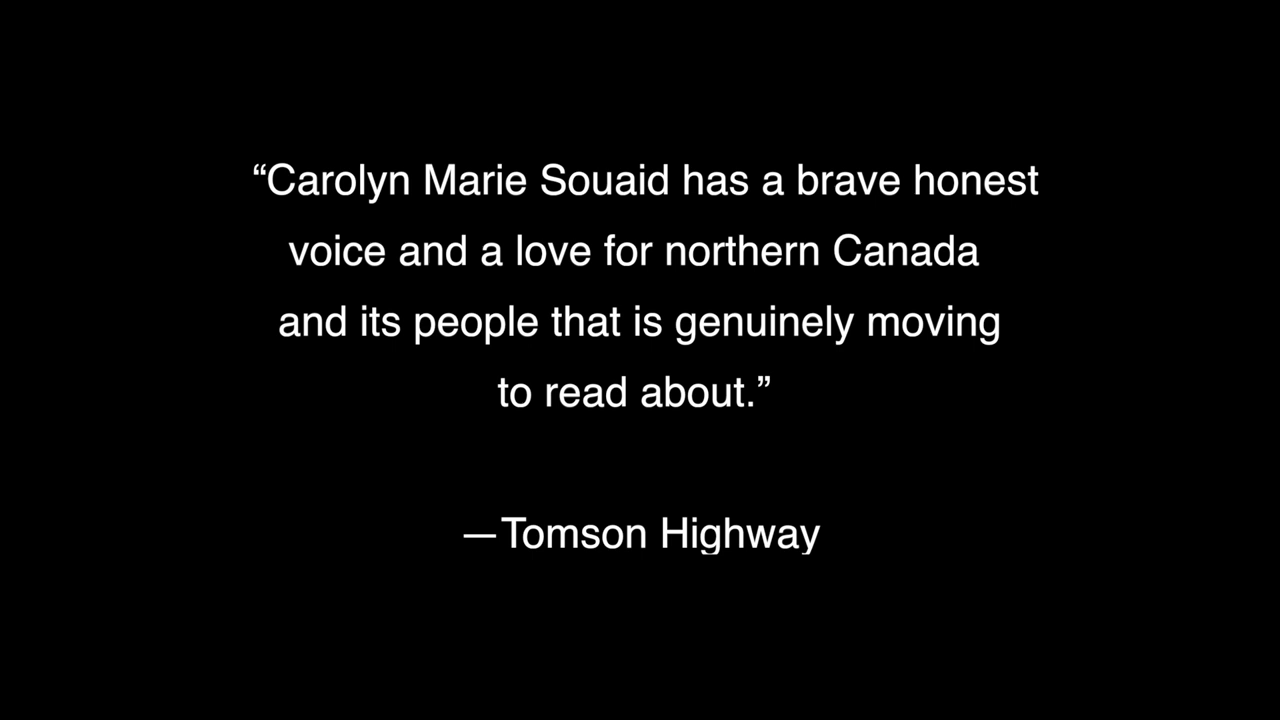 “Carolyn Marie Souaid has a brave honest
voice and a love for northern Canada
and its people that is genuinely moving
to read about.”
—Tomson Highway